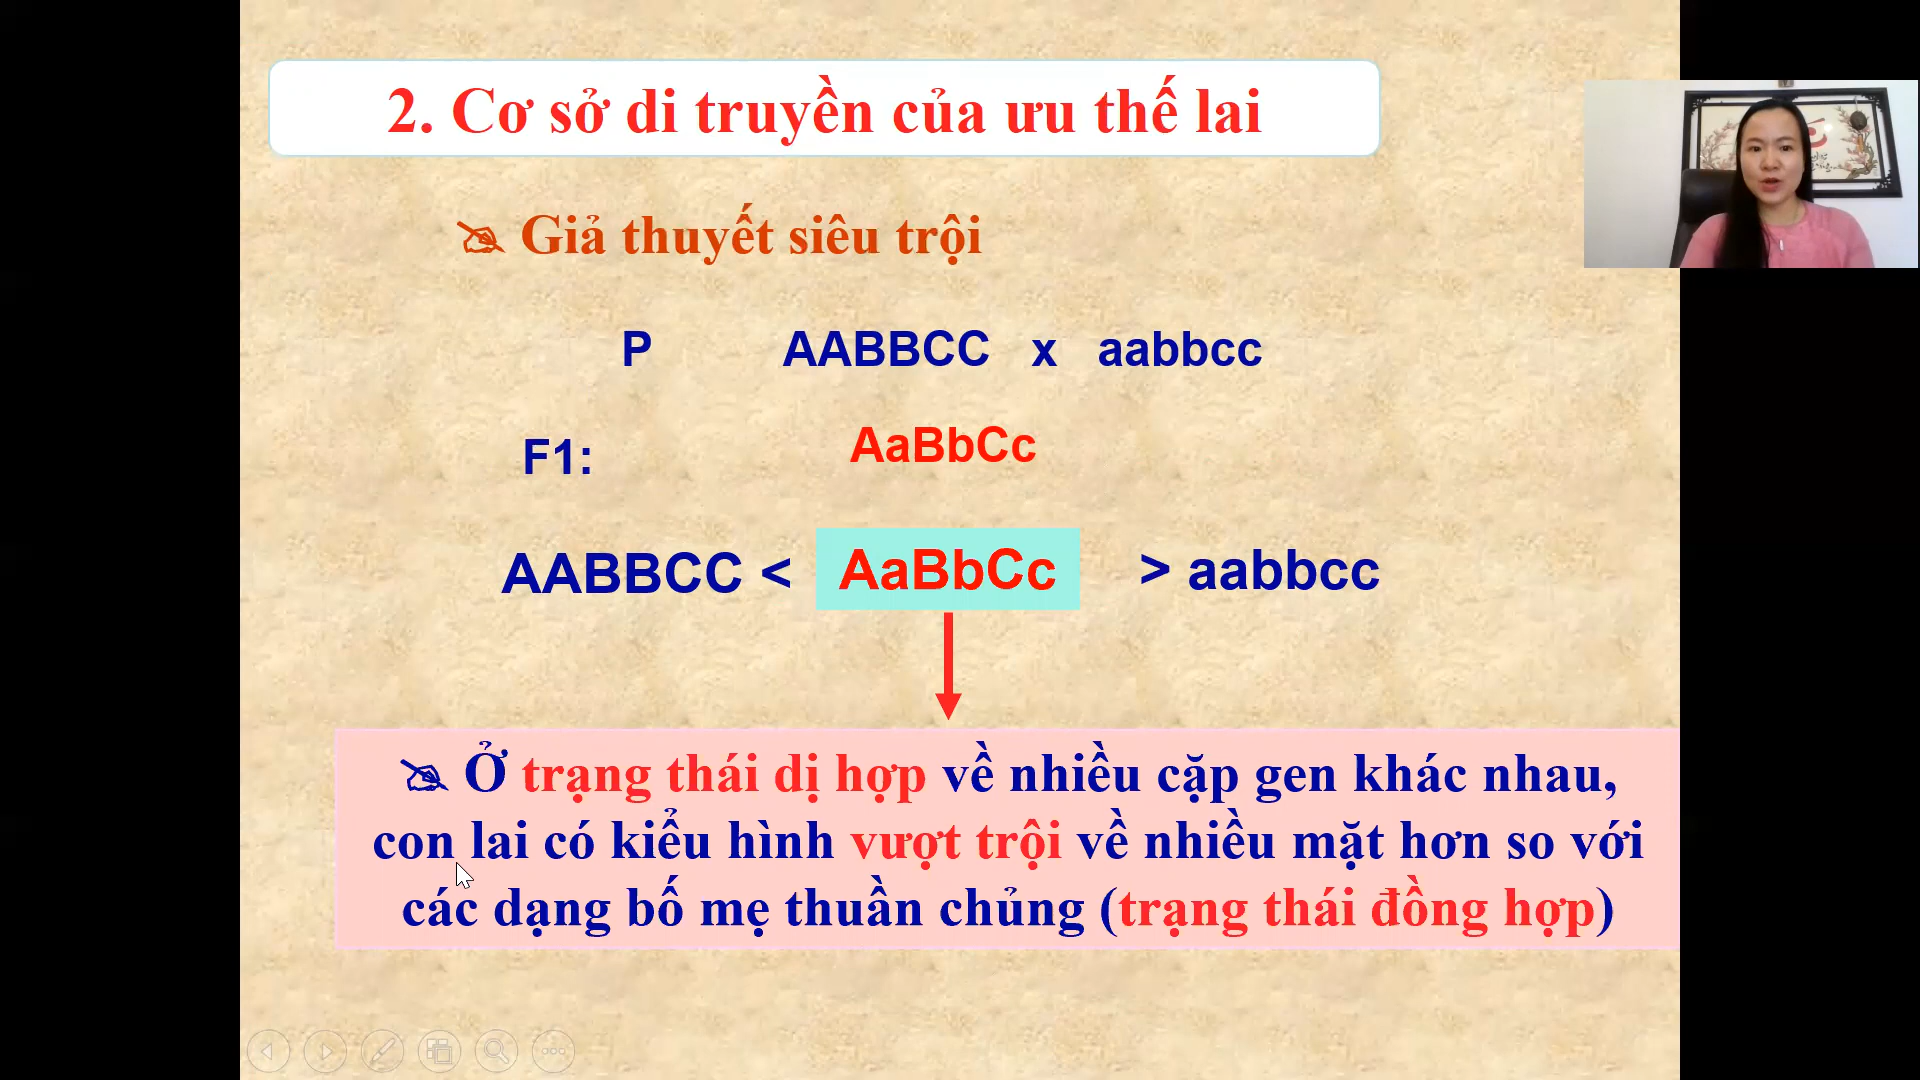 2. Cơ sở di truyền của ưu thế lai
Giả thuyết siêu trội
P AABBCC x aabbcc
F1: AaBbCc
AABBCC < AaBbCc > aabbcc
Ở trạng thái dị hợp về nhiều cặp gen khác nhau,
con lai có kiểu hình vượt trội về nhiều mặt hơn so với
các dạng bố mẹ thuần chủng (trạng thái đồng hợp)